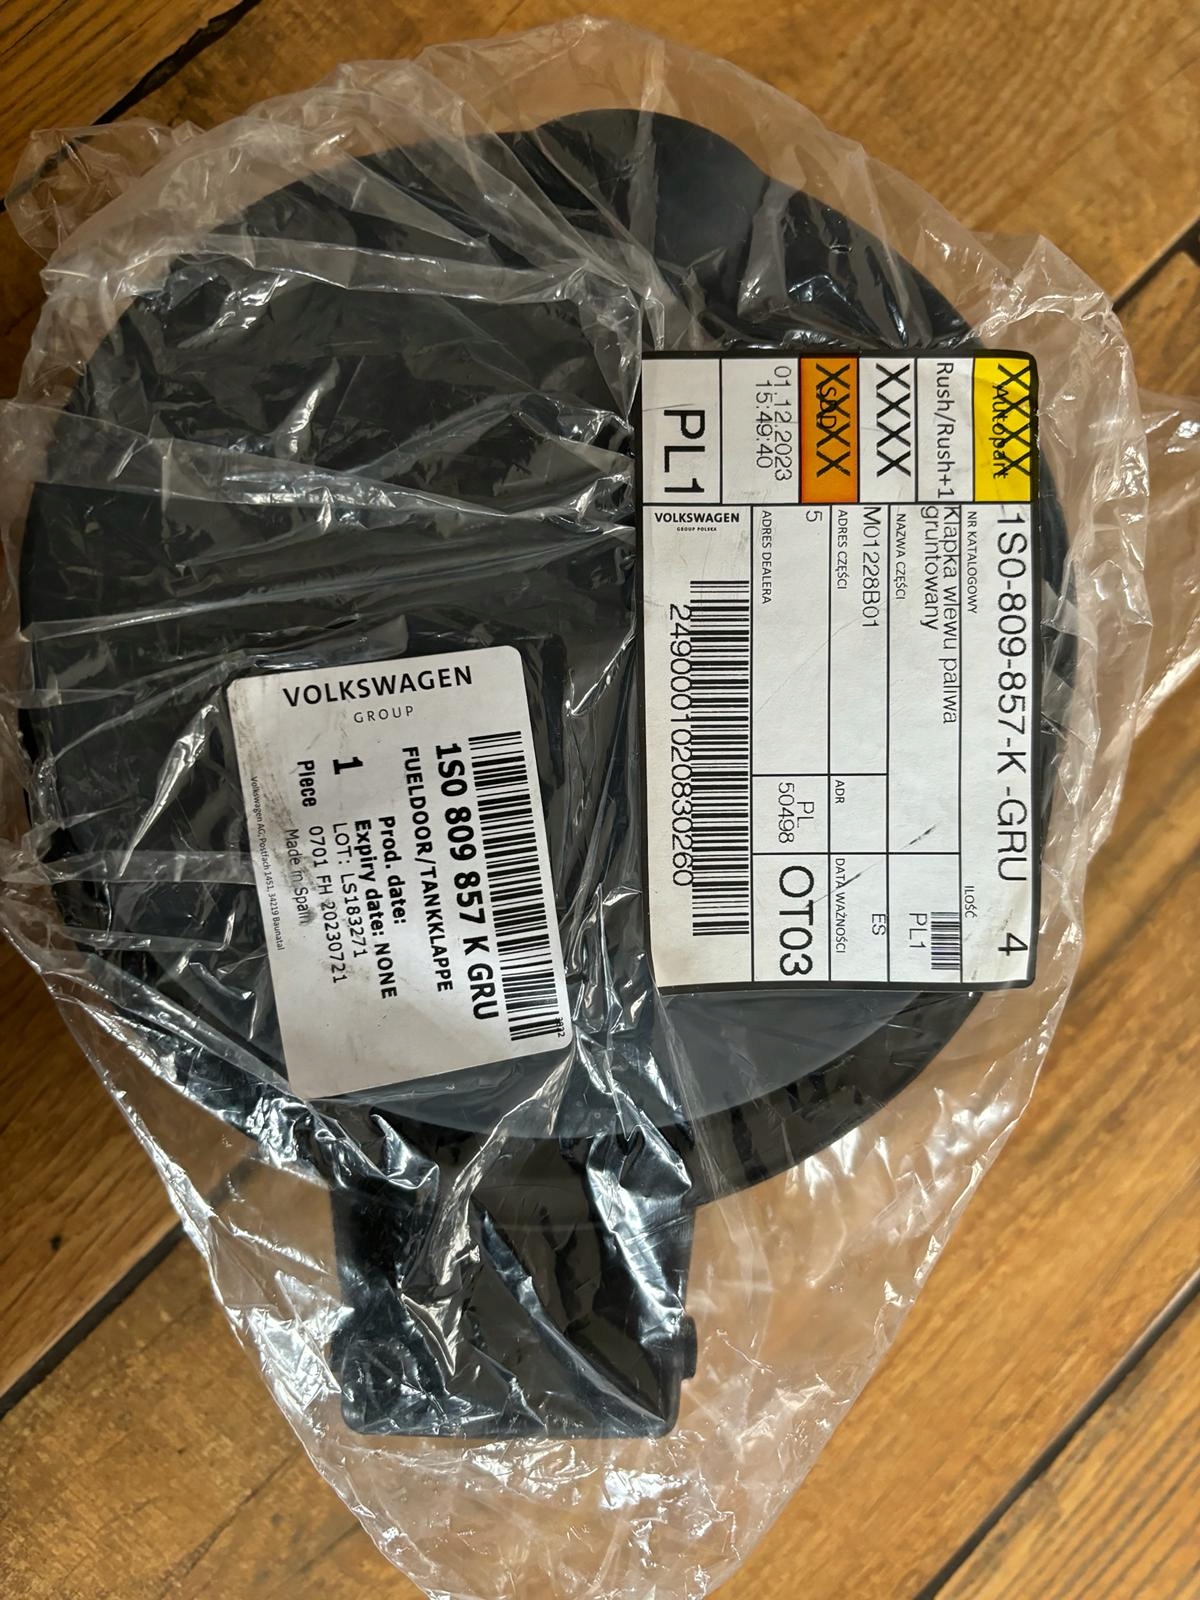 XXXX
Autopart
1S0-809-857-K -GRU
4
NR KATALOGOWY
ILOŚĆ
Rush/Rush+1
Klapka wlewu paliwa
gruntowany
PL1
XXXX
NAZWA CZĘŚCI
M01228B01
ES
XXXX
SAD
ADRES CZĘŚCI
ADR
DATA WAŻNOŚCI
5
01.12.2023
15:49:40
PL
50498
OT03
ADRES DEALERA
PL1
VOLKSWAGEN
GROUP POLSKA
249000102083026​0
VOLKSWAGEN
GROUP
1S0 809 857 K GRU
FUELDOOR/TANKLAPPE
Prod. date:
Expiry date: NONE
1
LOT: LS183271
Piece
0701 FH 20230721
Made in Spain
Volkswagen AG, Postfach 1451, 34219 Baunatal